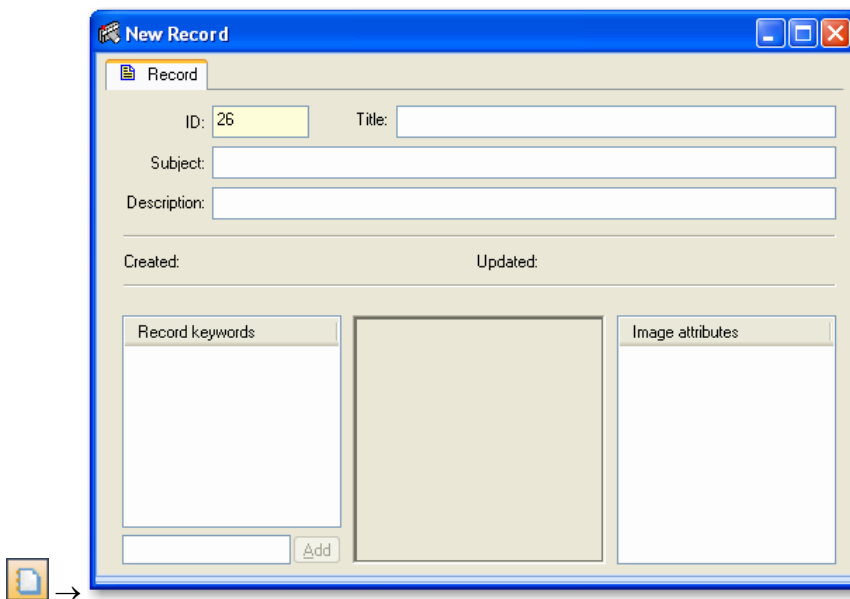 New Record
Record
ID: 26 Title:
Subject:
Description:
Created: Updated:
Record keywords Image attributes
Add
→